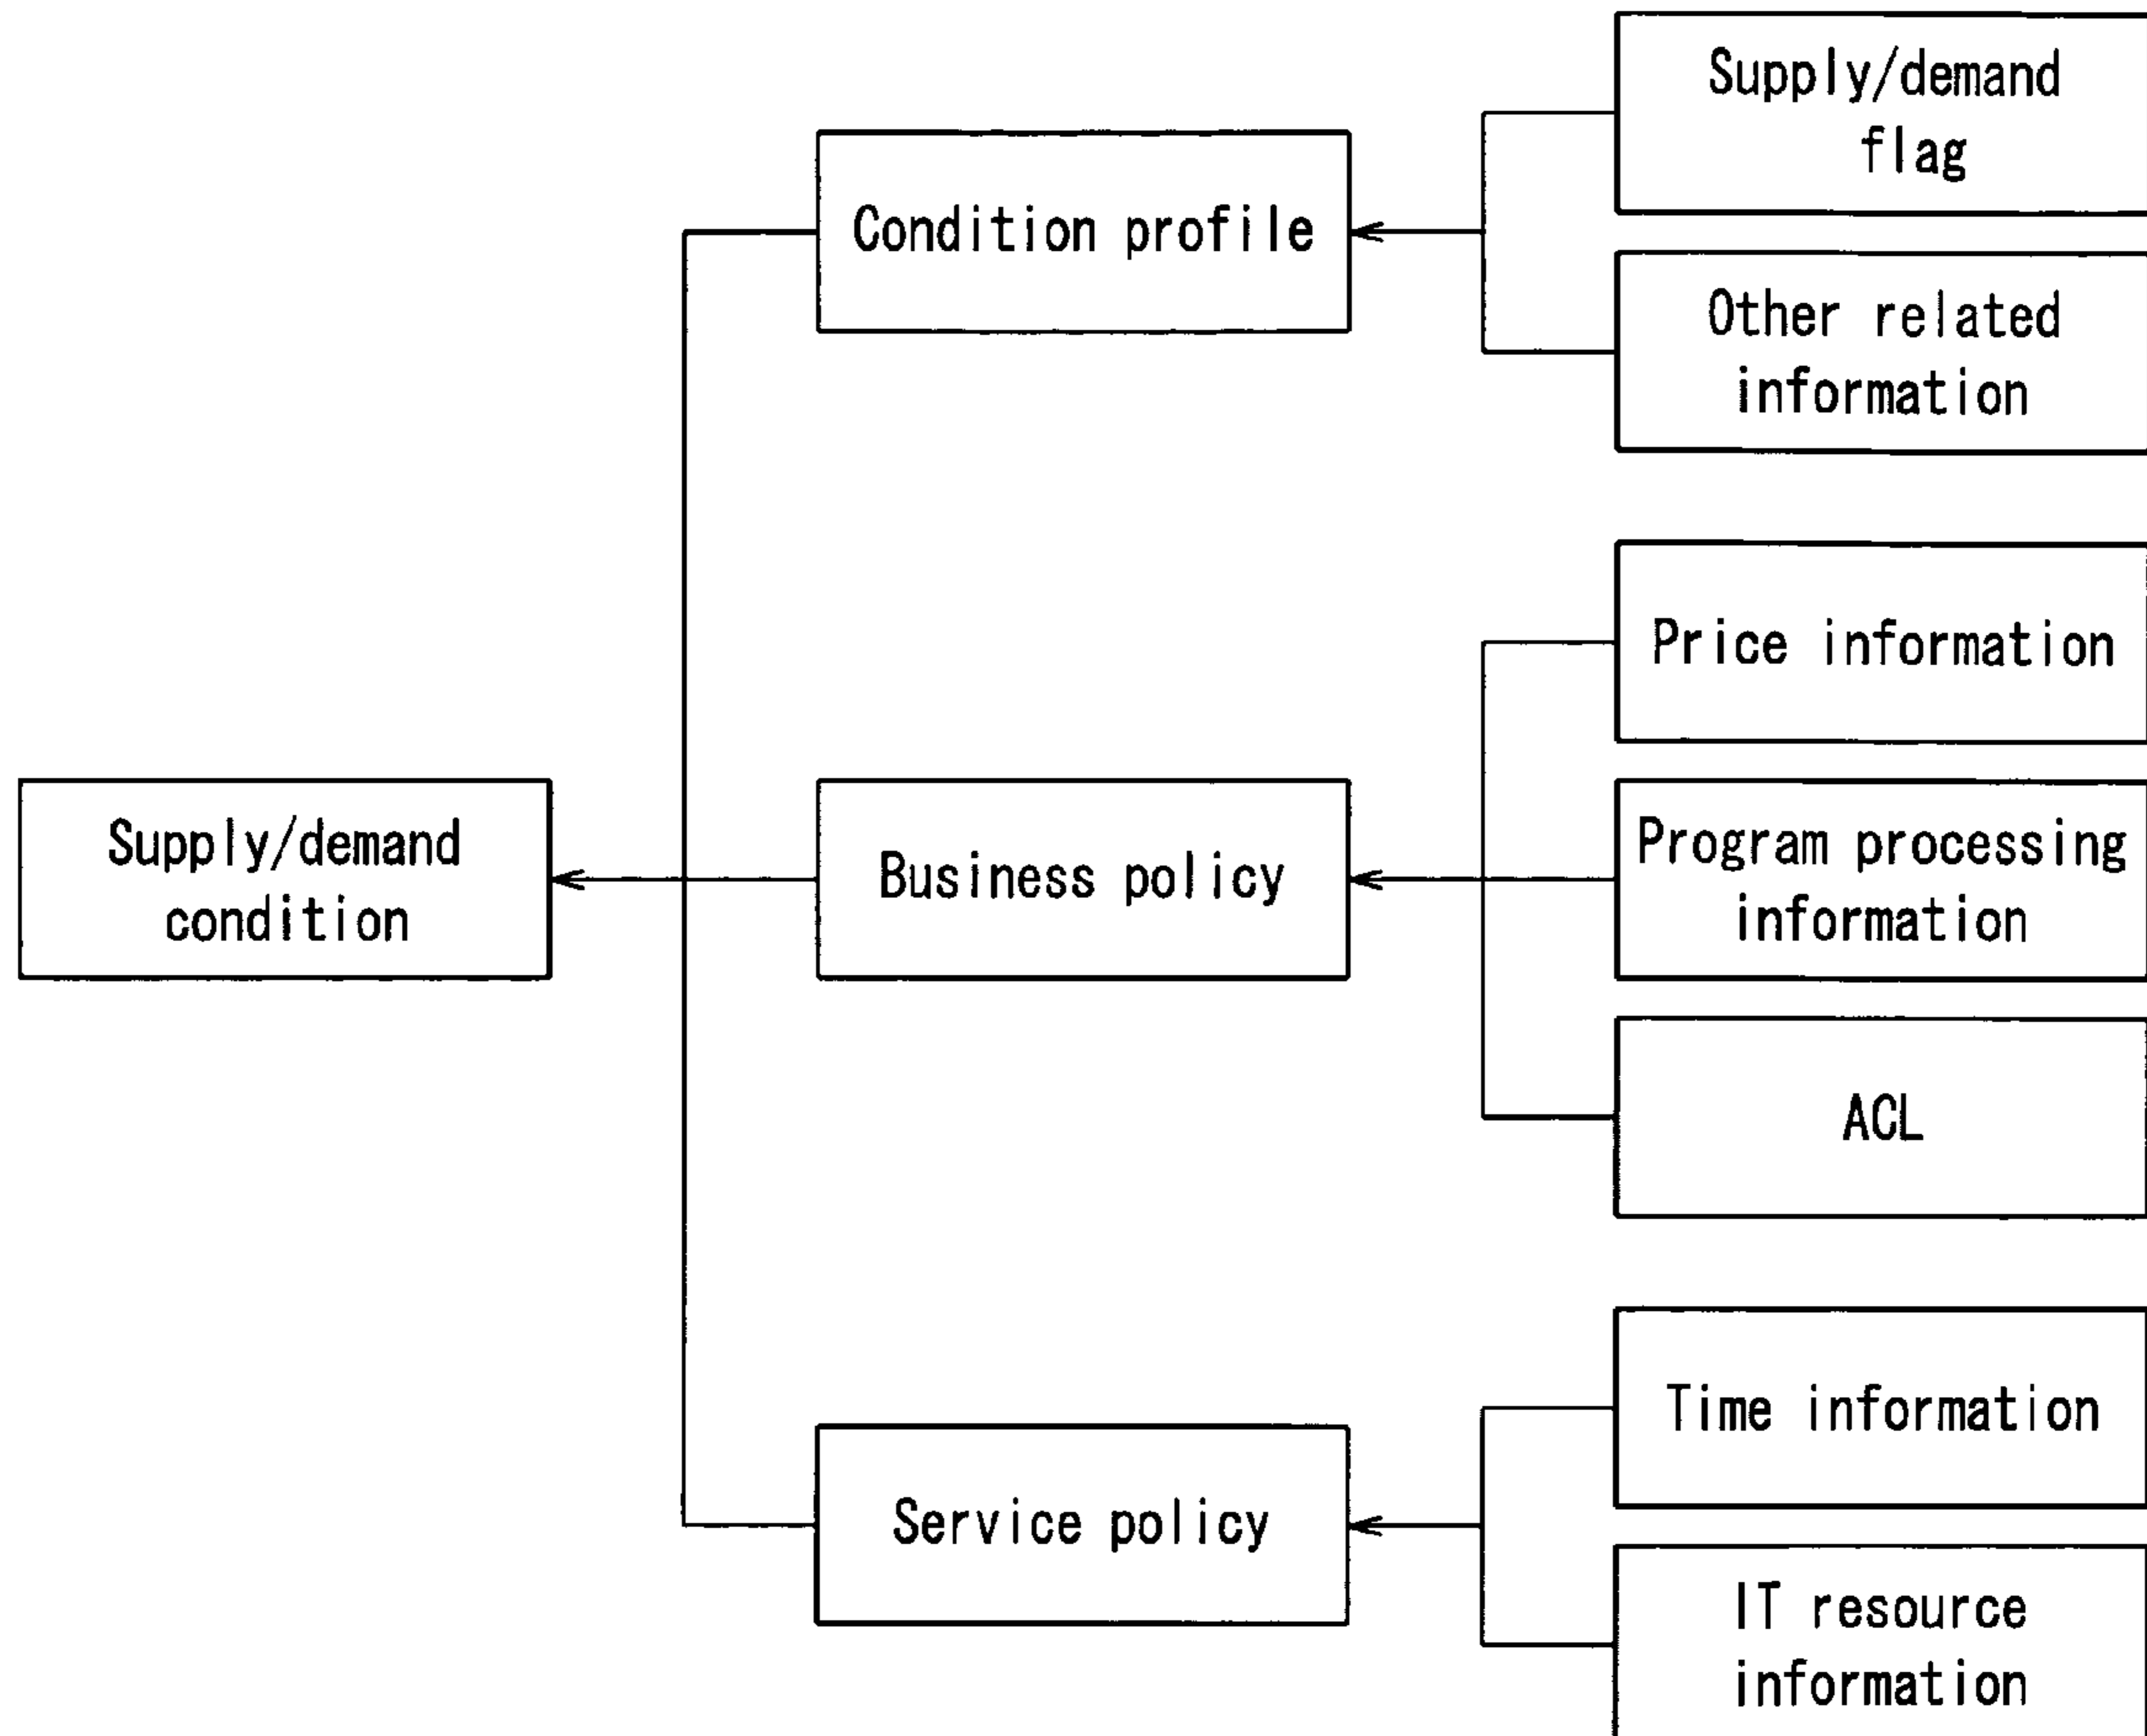 Supply/demand
flag
Condition profile
Other related
information
Price information
Supply/demand
condition
Business policy
Program processing
information
ACL
Time information
Service policy
IT resource
information